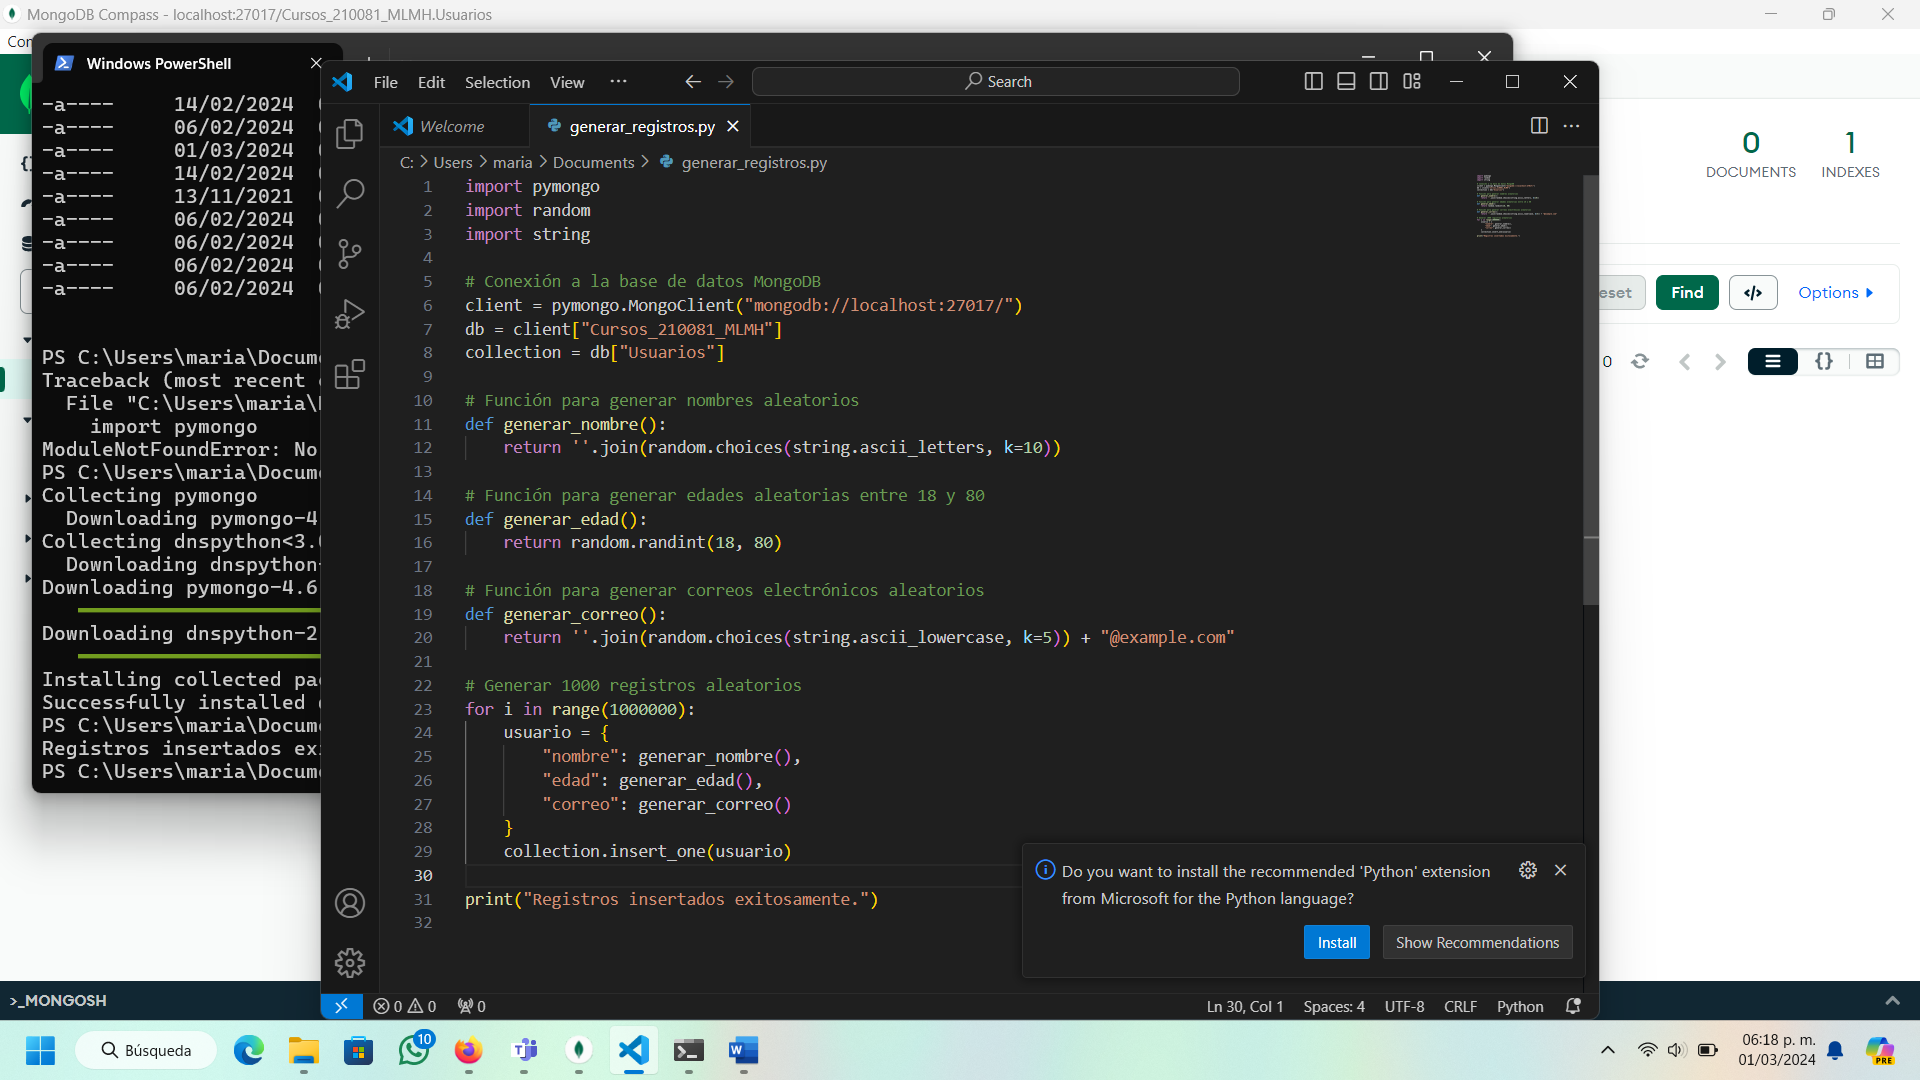 MongoDB Compass - localhost:27017/Cursos_210081_MLMH.Usuarios
Windows PowerShell
-a---- 14/02/2024
-a---- 06/02/2024
-a---- 01/03/2024
-a---- 14/02/2024
-a---- 13/11/2021
-a---- 06/02/2024
-a---- 06/02/2024
-a---- 06/02/2024
-a---- 06/02/2024
PS C:\Users\maria\Docum
Traceback (most recent
File "C:\Users\maria\
import pymongo
ModuleNotFoundError: No
PS C:\Users\maria\Docum
Collecting pymongo
Downloading pymongo-4
Collecting dnspython<3.
Downloading dnspython-
Downloading pymongo-4.6
Downloading dnspython-2
Installing collected pa
Successfully installed
PS C:\Users\maria\Docum
Registros insertados ex
PS C:\Users\maria\Docum
File Edit Selection View ··· Search
Welcome generar_registros.py
C: > Users > maria > Documents > generar_registros.py
1 import pymongo
2 import random
3 import string
4
5 # Conexión a la base de datos MongoDB
6 client = pymongo.MongoClient("mongodb://localhost:27017/")
7 db = client["Cursos_210081_MLMH"]
8 collection = db["Usuarios"]
9
10 # Función para generar nombres aleatorios
11 def generar_nombre():
12 return ''.join(random.choices(string.ascii_letters, k=10))
13
14 # Función para generar edades aleatorias entre 18 y 80
15 def generar_edad():
16 return random.randint(18, 80)
17
18 # Función para generar correos electrónicos aleatorios
19 def generar_correo():
20 return ''.join(random.choices(string.ascii_lowercase, k=5)) + "@example.com"
21
22 # Generar 1000 registros aleatorios
23 for i in range(1000000):
24 usuario = {
25 "nombre": generar_nombre(),
26 "edad": generar_edad(),
27 "correo": generar_correo()
28 }
29 collection.insert_one(usuario)
30
31 print("Registros insertados exitosamente.")
32
Do you want to install the recommended 'Python' extension
from Microsoft for the Python language?
Install Show Recommendations
0 0 0 Ln 30, Col 1 Spaces: 4 UTF-8 CRLF Python
0 1
DOCUMENTS INDEXES
eset Find </> Options
0 {}
>_MONGOSH
Búsqueda 10
06:18 p. m.
01/03/2024
PRE